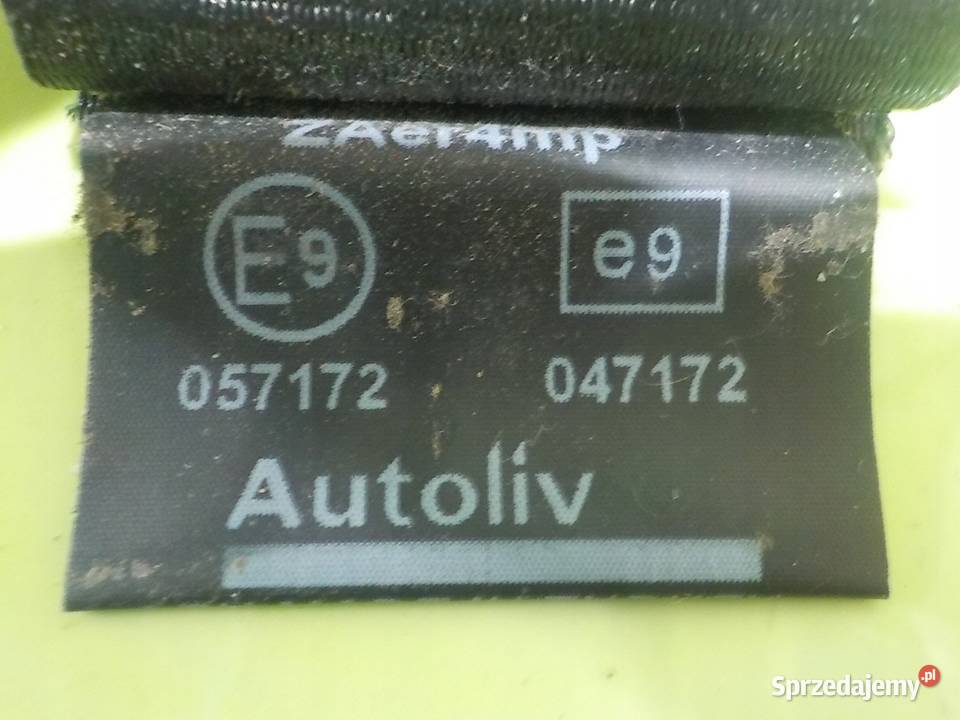 ZAer4mp
E9 e9
057172 047172
Autoliv
Sprzedajemy.pl